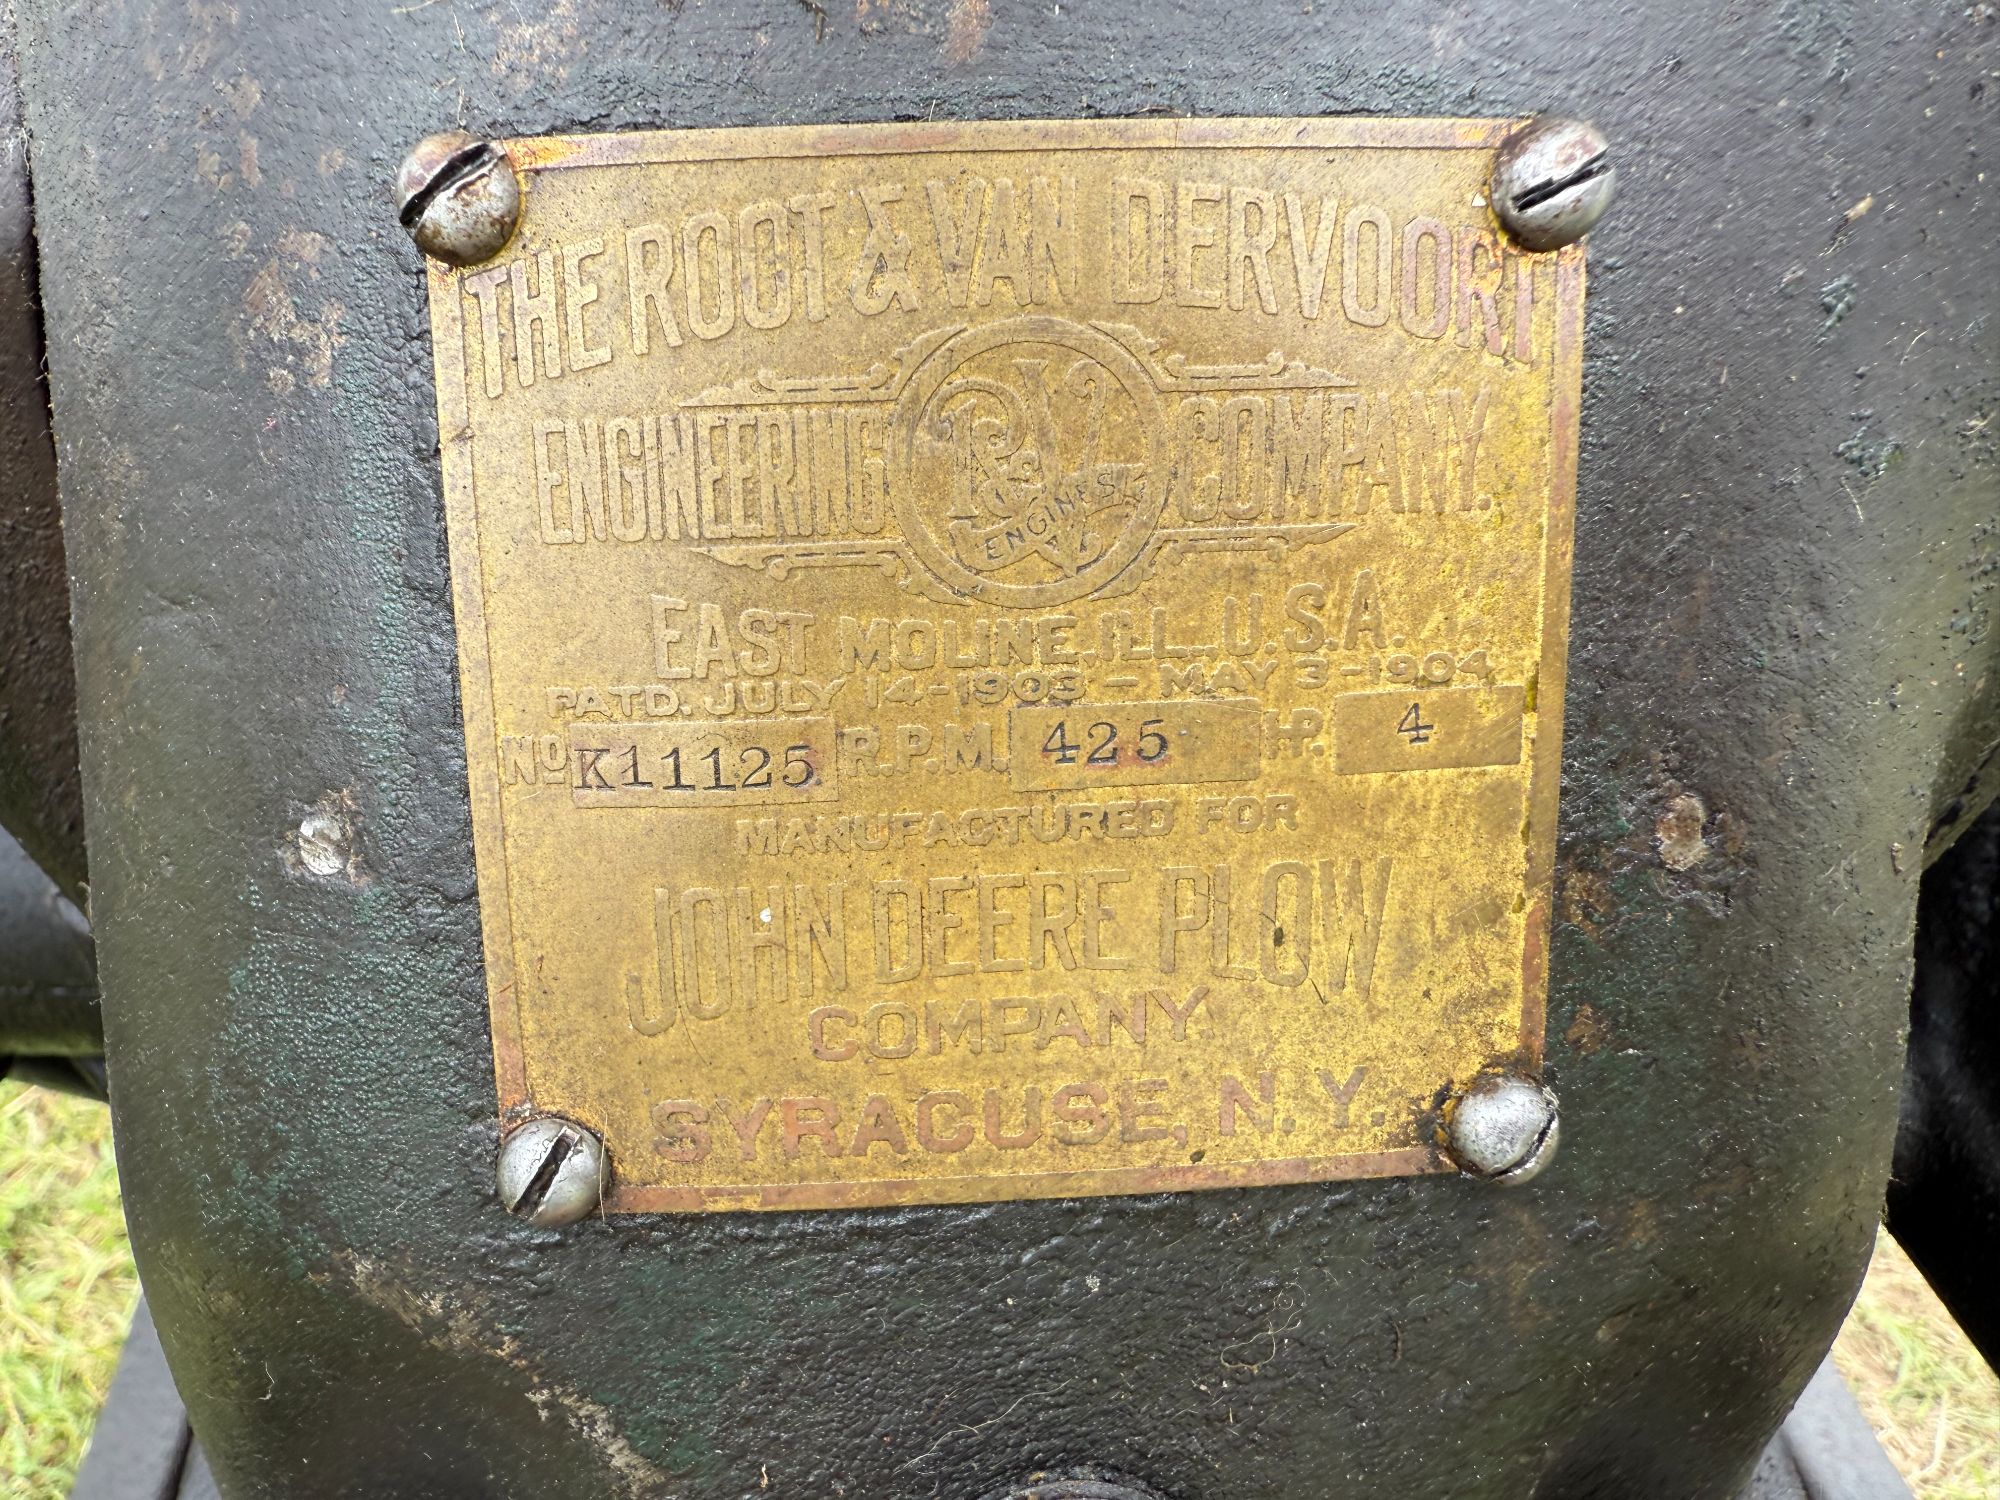 THE ROOT & VAN DERVOORT
ENGINEERING R&V ENGINES COMPANY.
EAST MOLINE, ILL., U.S.A.
PATD. JULY 14-1903 - MAY 3-1904
NO K11125 R.P.M. 425 H.P. 4
MANUFACTURED FOR
JOHN DEERE PLOW
COMPANY.
SYRACUSE, N.Y.